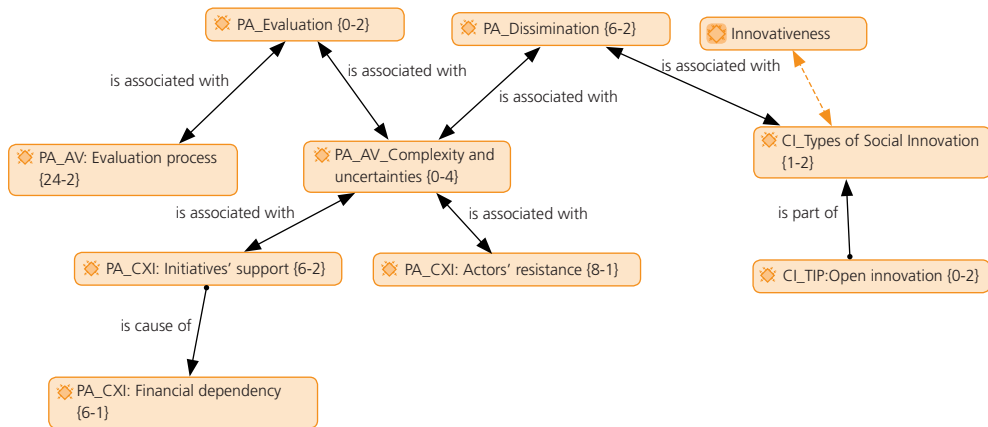 PA_Evaluation {0-2}
PA_Dissimination {6-2}
Innovativeness
is associated with
is associated with
is associated with
is associated with
PA_AV: Evaluation process
{24-2}
PA_AV_Complexity and
uncertainties {0-4}
CI_Types of Social Innovation
{1-2}
is associated with
is associated with
is part of
PA_CXI: Initiatives' support {6-2}
PA_CXI: Actors' resistance {8-1}
CI_TIP:Open innovation {0-2}
is cause of
PA_CXI: Financial dependency
{6-1}